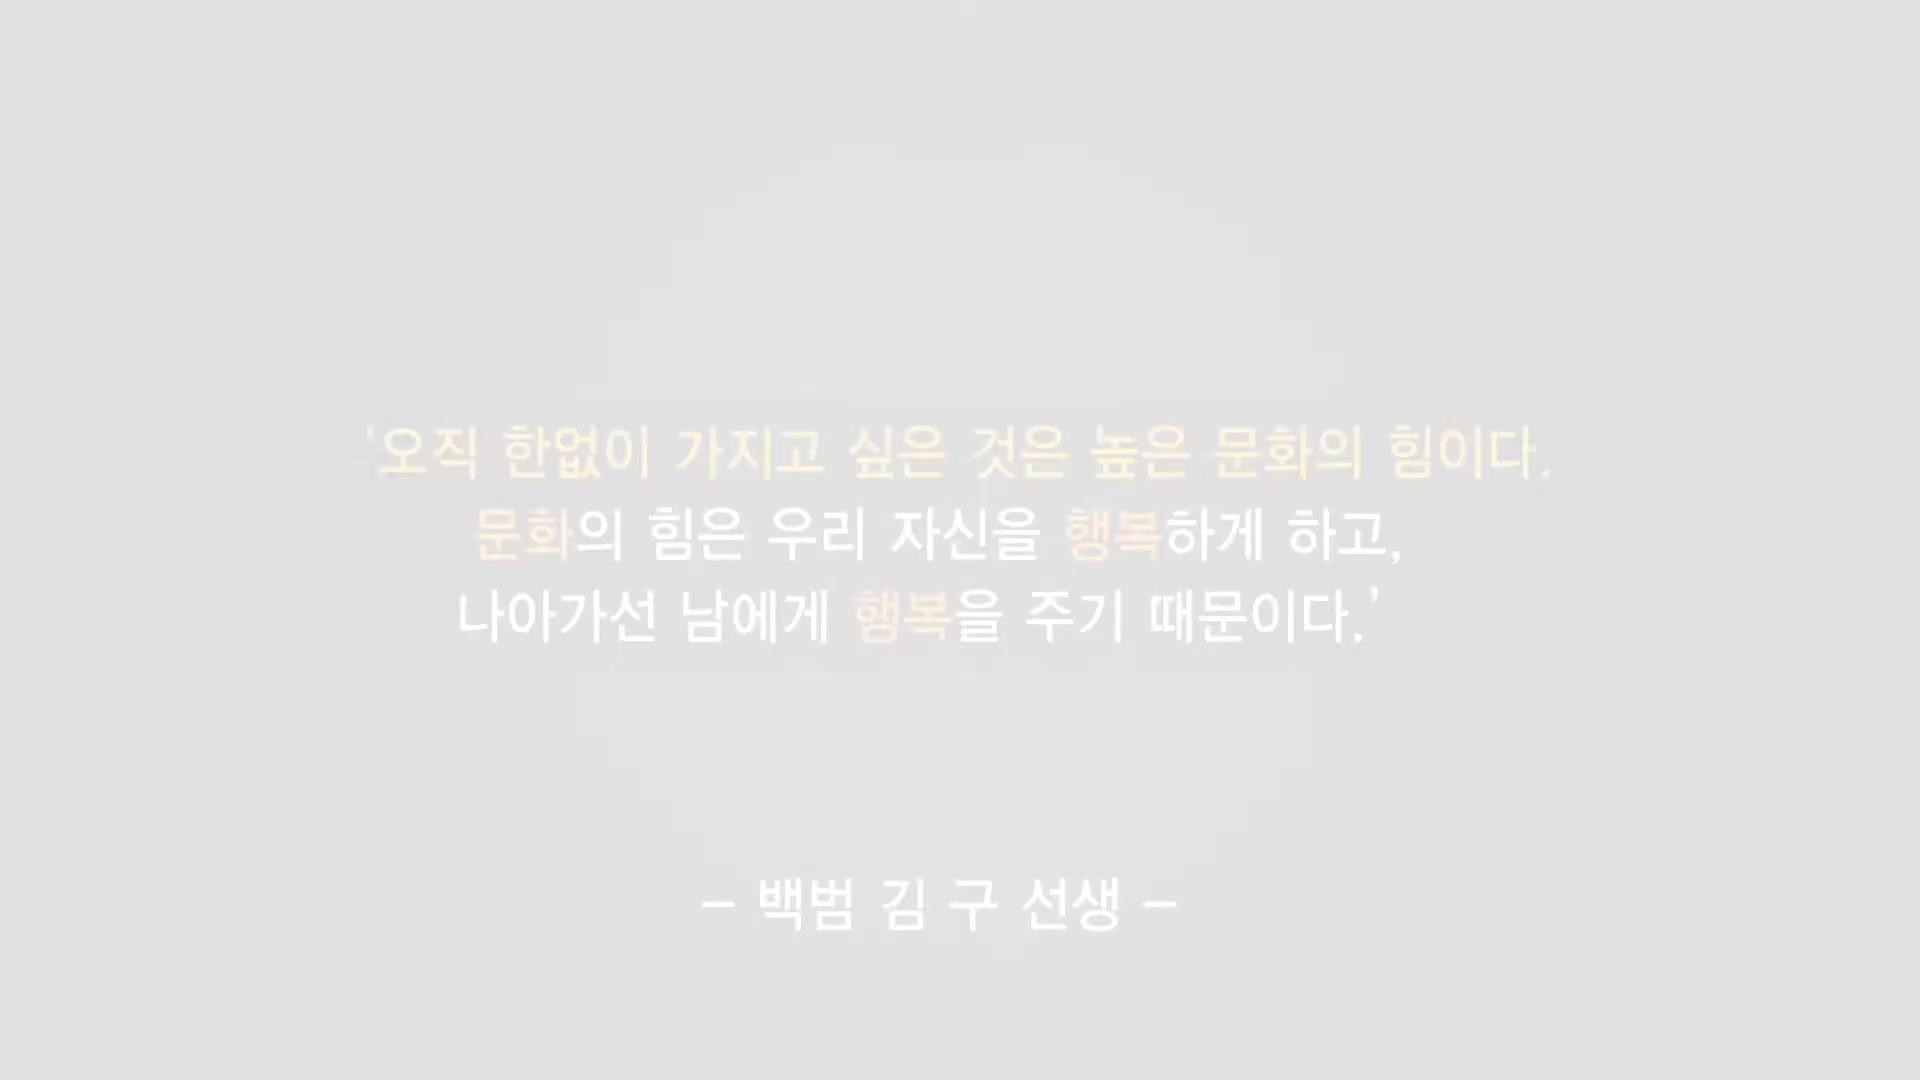 '오직 한없이 가지고 싶은 것은 높은 문화의 힘이다.
문화의 힘은 우리 자신을 행복하게 하고,
나아가선 남에게 행복을 주기 때문이다.'
– 백범 김 구 선생 –